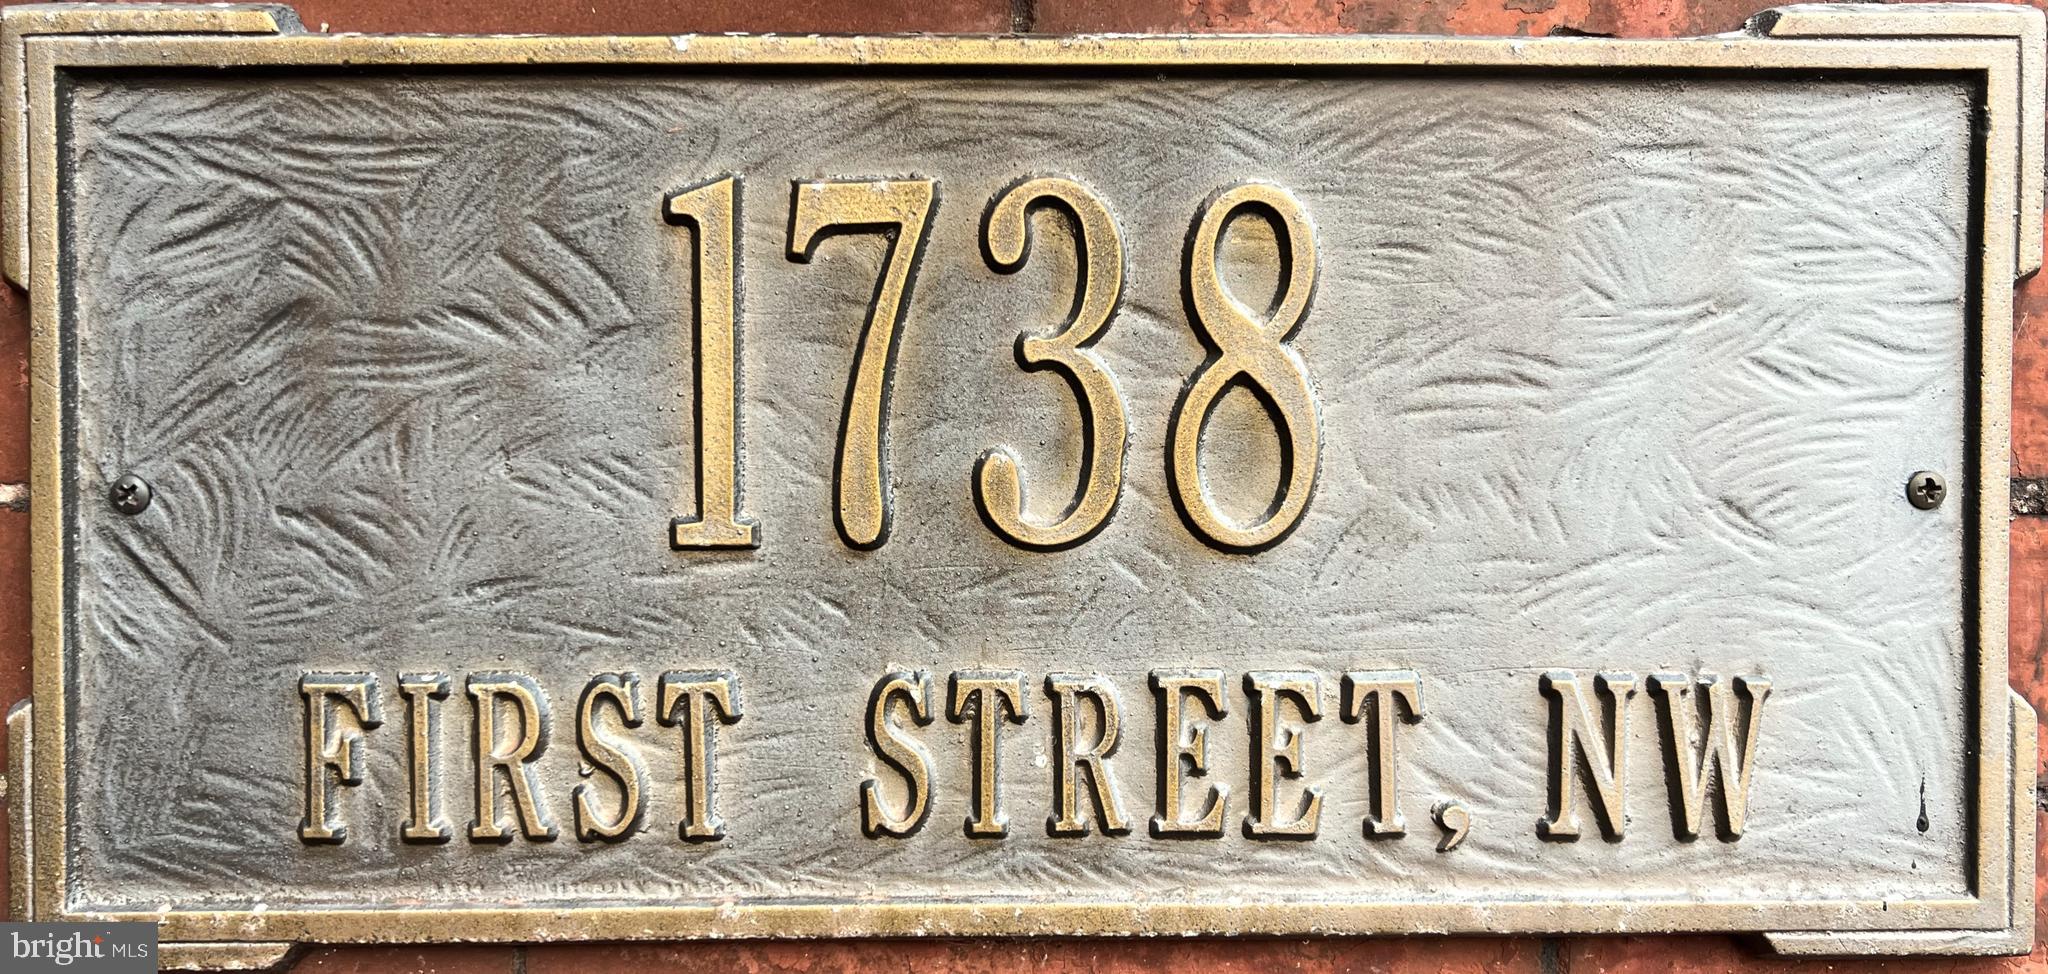 1738
FIRST STREET, NW
bright MLS